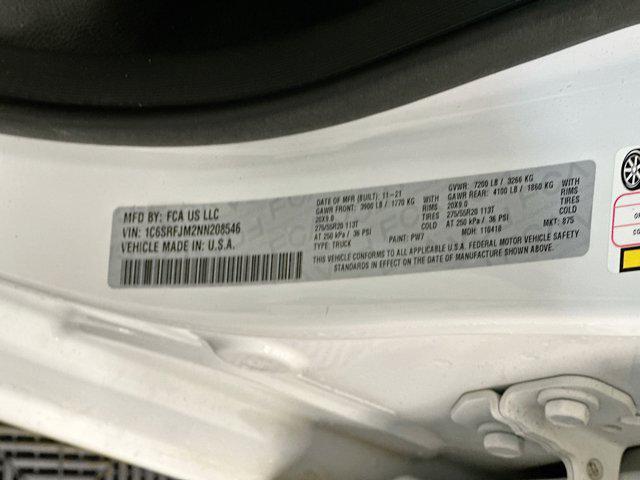 MFD BY: FCA US LLC
VIN: 1C6SRFJM2NN208546
VEHICLE MADE IN: U.S.A.
DATE OF MFR (BUILT): 11-21
GAWR FRONT: 3900 LB / 1770 KG WITH
20X9.0 RIMS
275/55R20 113T TIRES
AT 250 kPa / 36 PSI COLD
TYPE: TRUCK PAINT: PW7
GVWR: 7200 LB / 3266 KG
GAWR REAR: 4100 LB / 1860 KG WITH
20X9.0 RIMS
275/55R20 113T TIRES
AT 250 kPa / 36 PSI COLD
MDH: 110418 MKT: 875
THIS VEHICLE CONFORMS TO ALL APPLICABLE U.S.A. FEDERAL MOTOR VEHICLE SAFETY
STANDARDS IN EFFECT ON THE DATE OF MANUFACTURE SHOWN ABOVE.